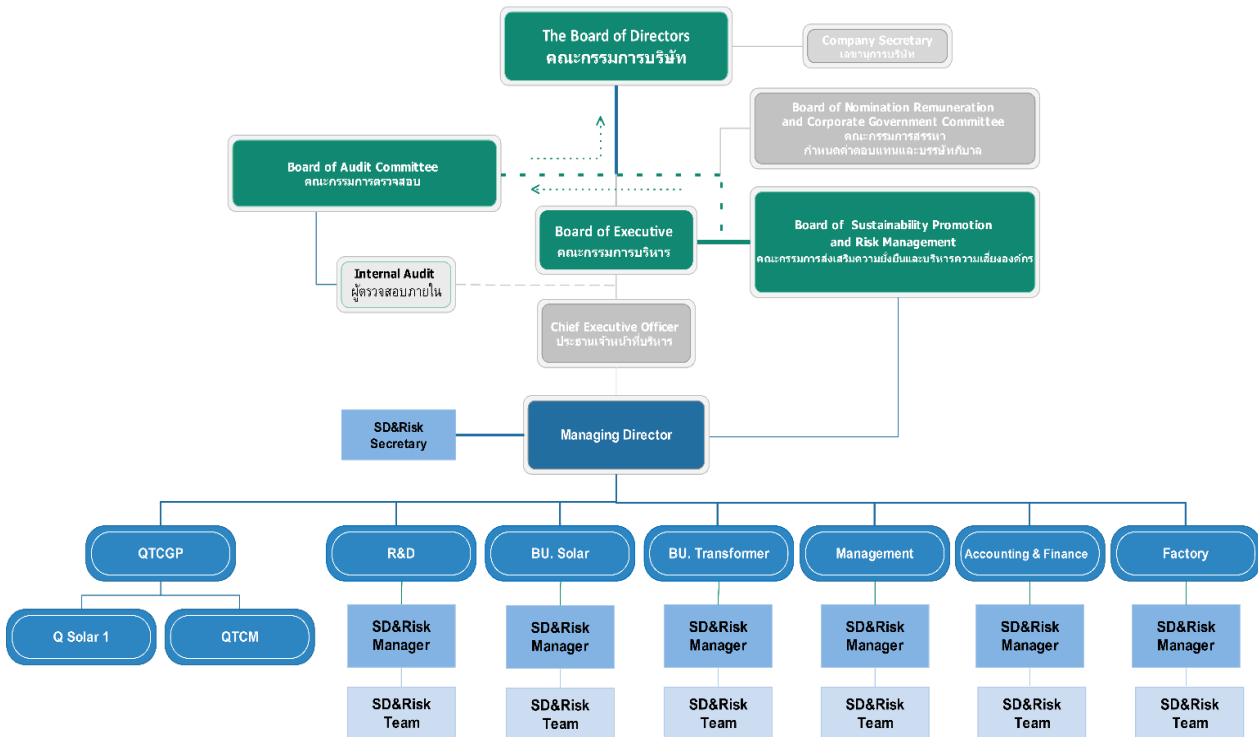 The Board of Directors
คณะกรรมการบริษัท
Company Secretary
เลขานุการบริษัท
Board of Nomination Remuneration
and Corporate Government Committee
คณะกรรมการสรรหา
กำหนดค่าตอบแทนและบรรษัทภิบาล
Board of Audit Committee
คณะกรรมการตรวจสอบ
Board of Executive
คณะกรรมการบริหาร
Board of Sustainability Promotion
and Risk Management
คณะกรรมการส่งเสริมความยั่งยืนและบริหารความเสี่ยงองค์กร
Internal Audit
ผู้ตรวจสอบภายใน
Chief Executive Officer
ประธานเจ้าหน้าที่บริหาร
SD&Risk
Secretary
Managing Director
QTCGP
R&D
BU. Solar
BU. Transformer
Management
Accounting & Finance
Factory
Q Solar 1
QTCM
SD&Risk
Manager
SD&Risk
Manager
SD&Risk
Manager
SD&Risk
Manager
SD&Risk
Manager
SD&Risk
Manager
SD&Risk
Team
SD&Risk
Team
SD&Risk
Team
SD&Risk
Team
SD&Risk
Team
SD&Risk
Team